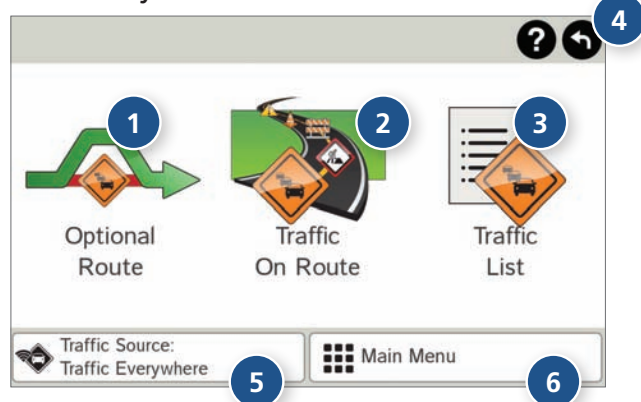 ?
4
1
2
3
Optional
Route
Traffic
On Route
Traffic
List
Traffic Source:
Traffic Everywhere
5
Main Menu
6